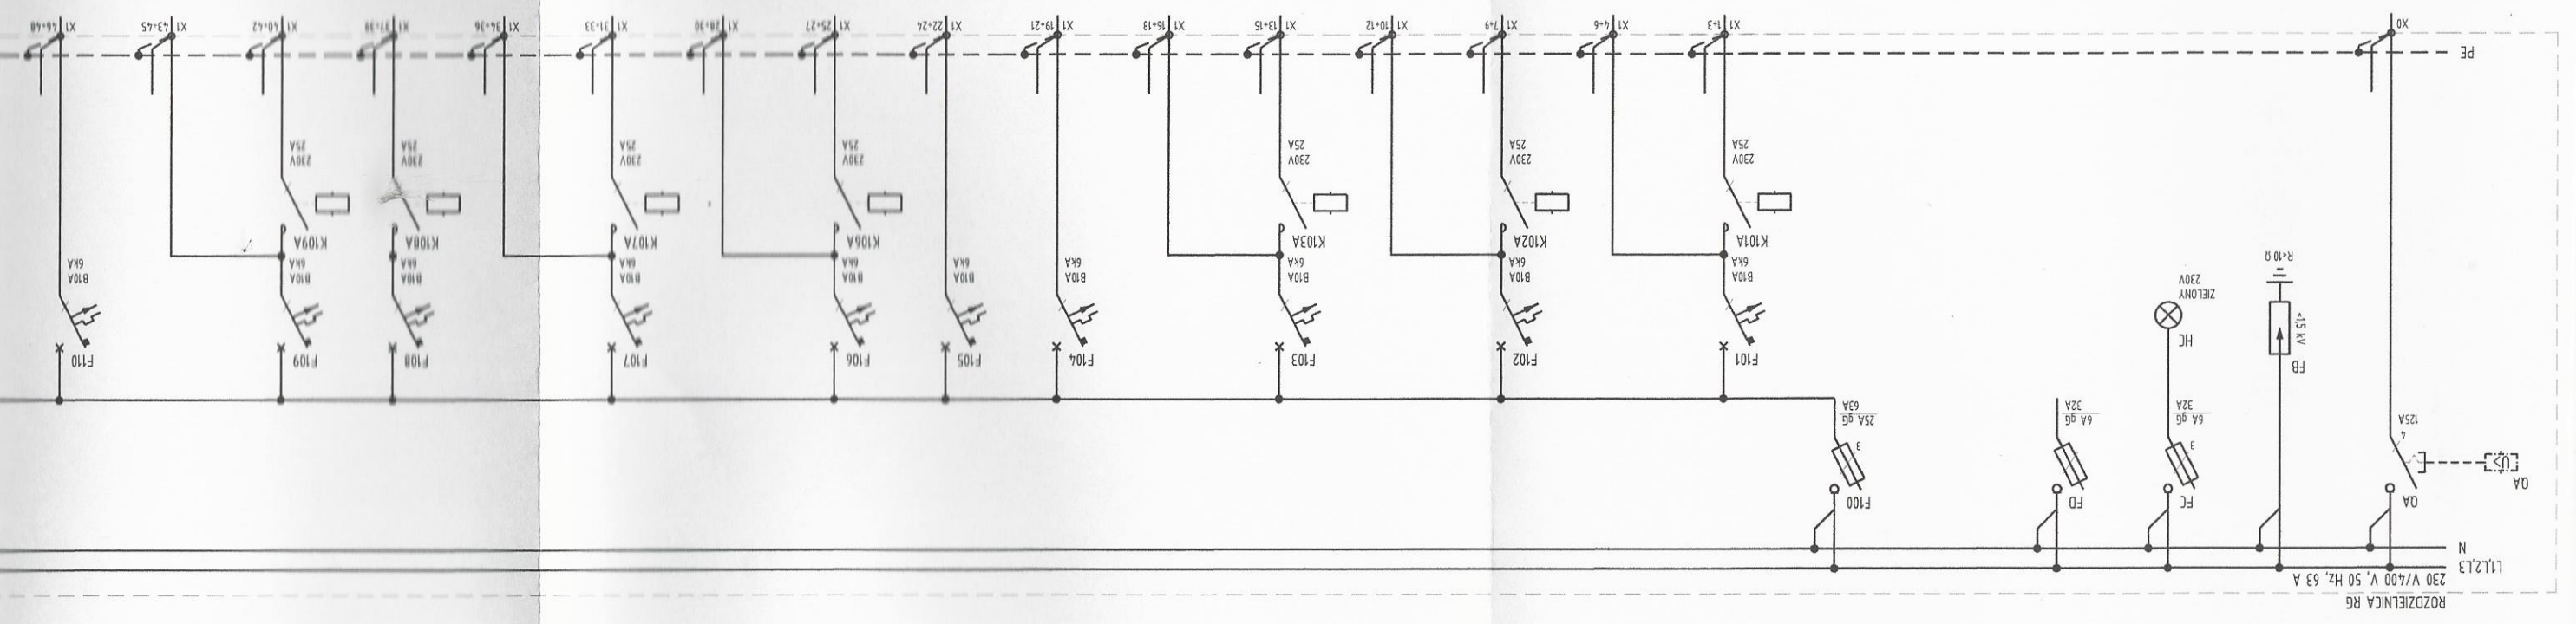 ROZDZIELNICA RG
230 V/400 V, 50 Hz, 63 A
L1,L2,L3
N
QA
U>
QA
4
125A
FB
<1,5 kV
R<10 Ω
FC
3
6A gG
32A
HC
ZIELONY
230V
FD
6A gG
32A
F100
3
25A gG
63A
F101
B10A
6kA
K101A
230V
25A
F102
B10A
6kA
K102A
230V
25A
F103
B10A
6kA
K103A
230V
25A
F104
B10A
6kA
F105
B10A
6kA
F106
B10A
6kA
K106A
230V
25A
F107
B10A
6kA
K107A
230V
25A
F108
B10A
6kA
K108A
230V
25A
F109
B10A
6kA
K109A
230V
25A
F110
B10A
6kA
PE
X0
X1 1÷3
X1 4÷6
X1 7÷9
X1 10÷12
X1 13÷15
X1 16÷18
X1 19÷21
X1 22÷24
X1 25÷27
X1 28÷30
X1 31÷33
X1 34÷36
X1 37÷39
X1 40÷42
X1 43÷45
X1 46÷48